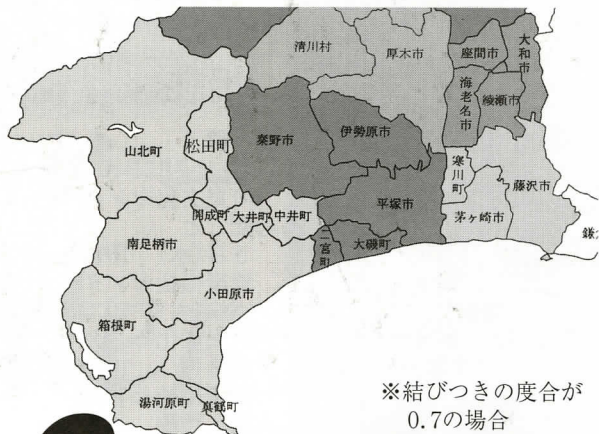 清川村
厚木市
座間市
大和市
海老名市
綾瀬市
山北町
松田町
秦野市
伊勢原市
寒川町
藤沢市
開成町
大井町
中井町
平塚市
茅ヶ崎市
鎌
南足柄市
二宮町
大磯町
小田原市
箱根町
湯河原町
真鶴町
※結びつきの度合が
0.7の場合